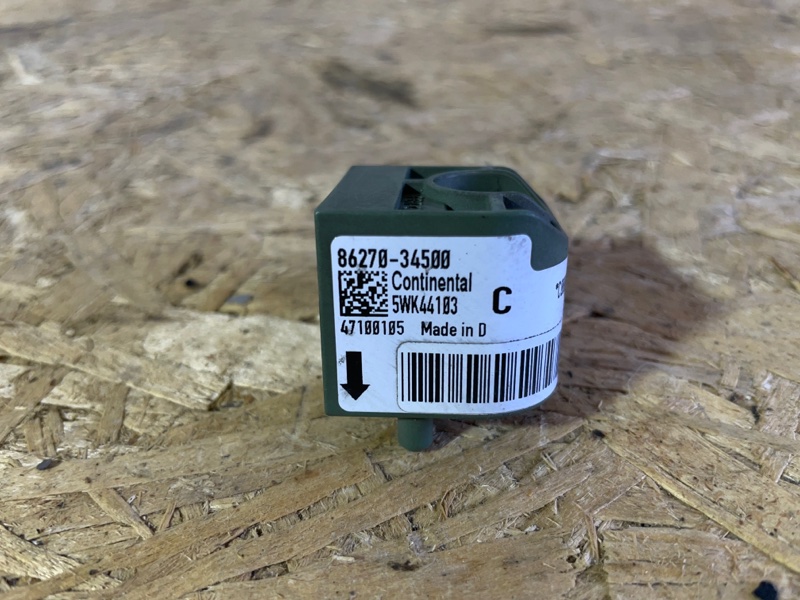 86270-34500
Continental
5WK44103
C
47100105 Made in D